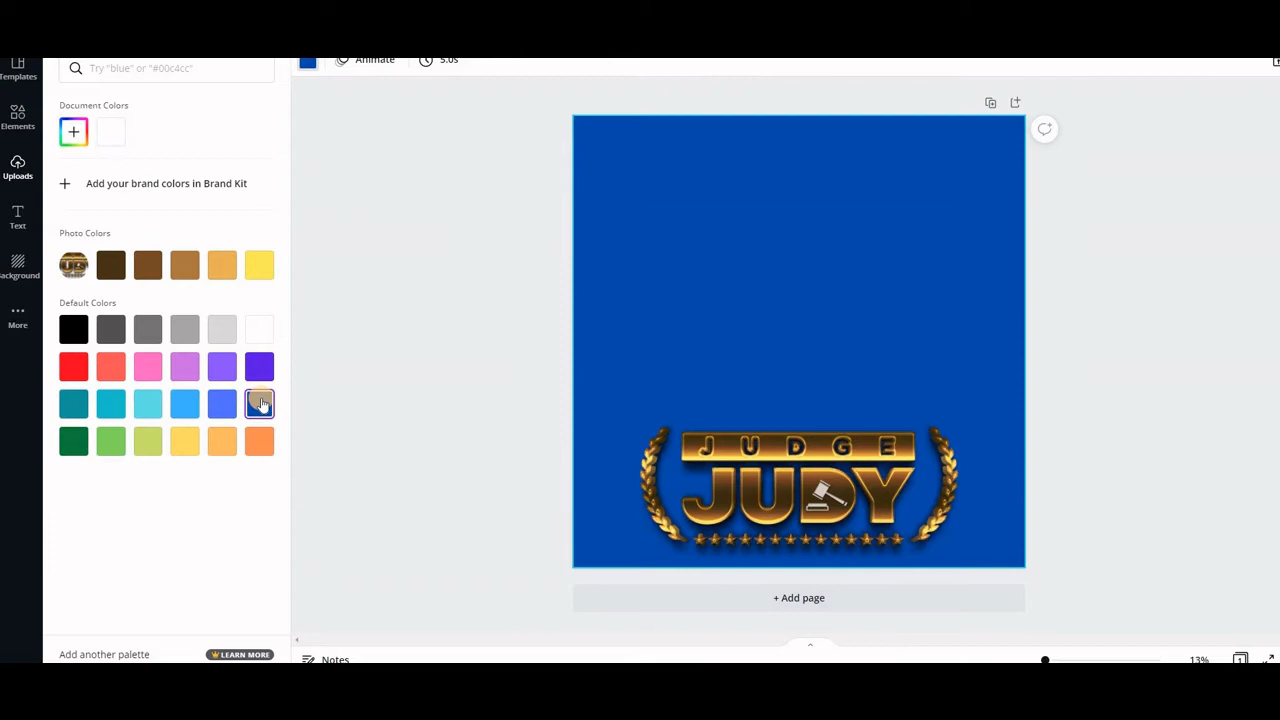 Templates
Elements
Uploads
Text
Background
More
Try "blue" or "#00c4cc"
Document Colors
Add your brand colors in Brand Kit
Photo Colors
Default Colors
Add another palette
LEARN MORE
Animate
5.0s
JUDGE
JUDY
+ Add page
Notes
13%
1